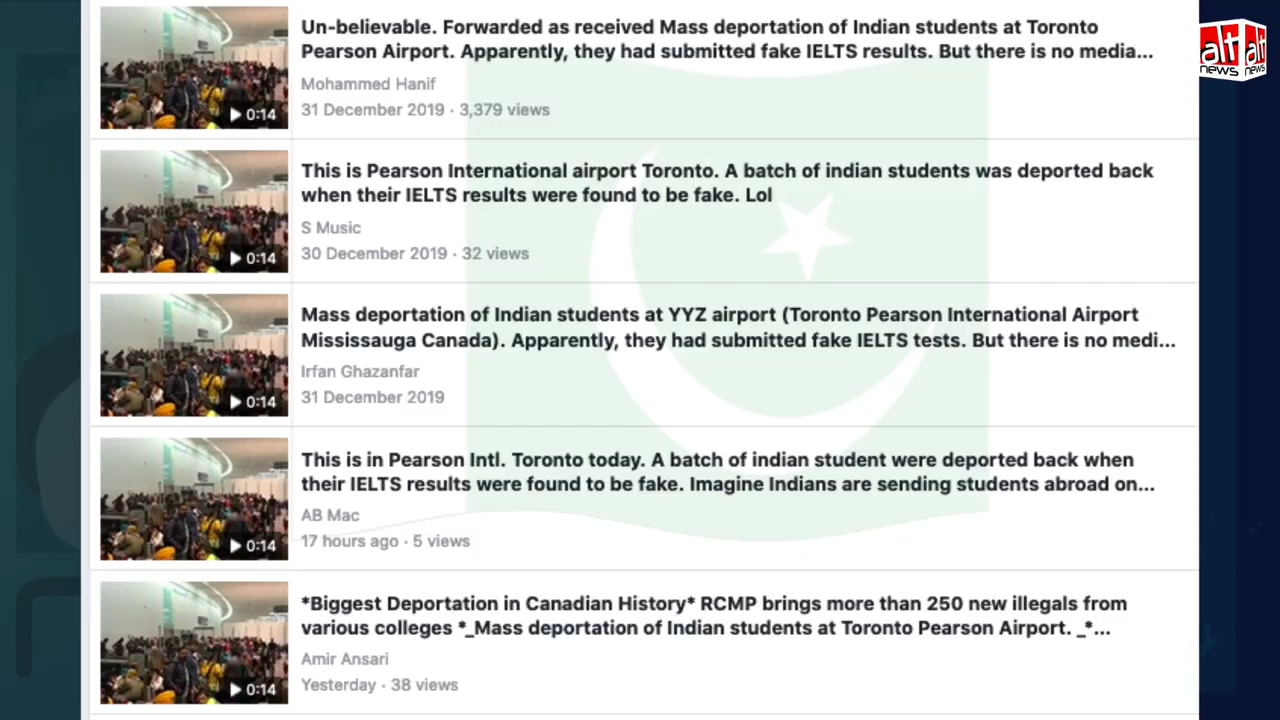 Un-believable. Forwarded as received Mass deportation of Indian students at Toronto
Pearson Airport. Apparently, they had submitted fake IELTS results. But there is no media...
Mohammed Hanif
31 December 2019 · 3,379 views
0:14
This is Pearson International airport Toronto. A batch of indian students was deported back
when their IELTS results were found to be fake. Lol
S Music
30 December 2019 · 32 views
0:14
Mass deportation of Indian students at YYZ airport (Toronto Pearson International Airport
Mississauga Canada). Apparently, they had submitted fake IELTS tests. But there is no medi...
Irfan Ghazanfar
31 December 2019
0:14
This is in Pearson Intl. Toronto today. A batch of indian student were deported back when
their IELTS results were found to be fake. Imagine Indians are sending students abroad on...
AB Mac
17 hours ago · 5 views
0:14
*Biggest Deportation in Canadian History* RCMP brings more than 250 new illegals from
various colleges *_Mass deportation of Indian students at Toronto Pearson Airport. _*...
Amir Ansari
Yesterday · 38 views
0:14
alt alt
news news